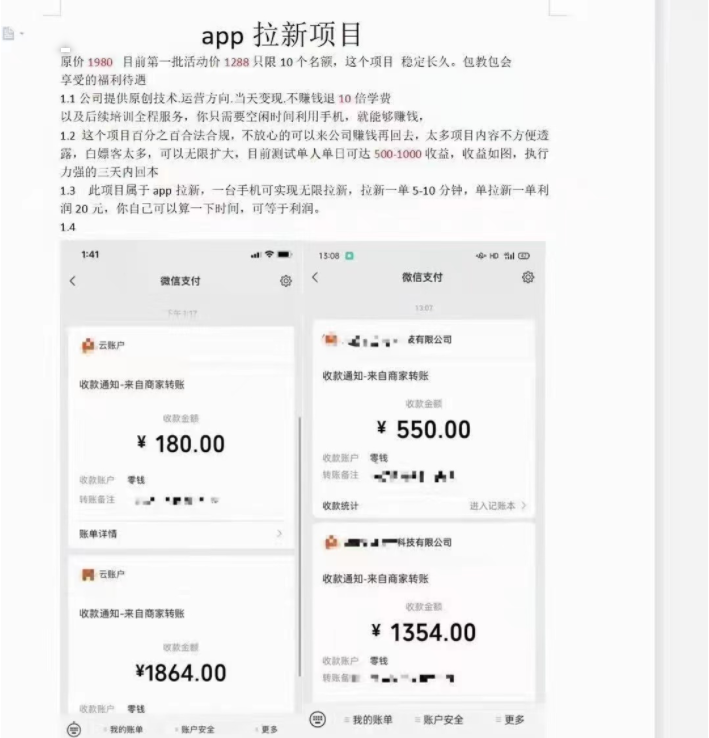 app 拉新项目
原价 1980 目前第一批活动价 1288 只限 10 个名额，这个项目 稳定长久。包教包会
享受的福利待遇
1.1 公司提供原创技术.运营方向.当天变现.不赚钱退 10 倍学费
以及后续培训全程服务，你只需要空闲时间利用手机，就能够赚钱，
1.2 这个项目百分之百合法合规，不放心的可以来公司赚钱再回去，太多项目内容不方便透
露，白嫖客太多，可以无限扩大，目前测试单人单日可达 500-1000 收益，收益如图，执行
力强的三天内回本
1.3 此项目属于 app 拉新，一台手机可实现无限拉新，拉新一单 5-10 分钟，单拉新一单利
润 20 元，你自己可以算一下时间，可等于利润。
1.4
1:41
微信支付
下午 1:17
云账户
收款通知-来自商家转账
收款金额
¥ 180.00
收款账户 零钱
转账备注
账单详情
云账户
收款通知-来自商家转账
收款金额
¥1864.00
收款账户 零钱
我的账单 账户安全 更多
13:08 HD
微信支付
13:07
技有限公司
收款通知-来自商家转账
收款金额
¥ 550.00
收款账户 零钱
转账备注
收款统计 进入记账本
科技有限公司
收款通知-来自商家转账
收款金额
¥ 1354.00
收款账户 零钱
转账备
我的账单 账户安全 更多